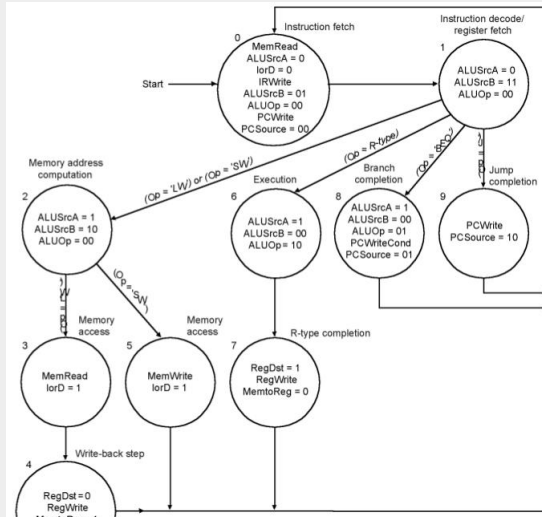 Instruction fetch
0
MemRead
ALUSrcA = 0
IorD = 0
IRWrite
ALUSrcB = 01
ALUOp = 00
PCWrite
PCSource = 00
Start
Instruction decode/
register fetch
1
ALUSrcA = 0
ALUSrcB = 11
ALUOp = 00
(Op = 'LW') or (Op = 'SW')
(Op = R-type)
(Op = 'BEQ')
Memory address
computation
2
ALUSrcA = 1
ALUSrcB = 10
ALUOp = 00
Execution
6
ALUSrcA =1
ALUSrcB = 00
ALUOp = 10
Branch
completion
8
ALUSrcA = 1
ALUSrcB = 00
ALUOp = 01
PCWriteCond
PCSource = 01
Jump
completion
9
PCWrite
PCSource = 10
(Op = 'SW')
Memory
access
3
MemRead
IorD = 1
Memory
access
5
MemWrite
IorD = 1
R-type completion
7
RegDst = 1
RegWrite
MemtoReg = 0
Write-back step
4
RegDst=0
RegWrite